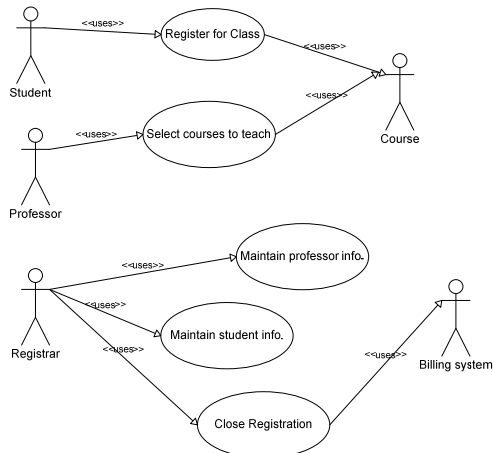 <<uses>>
<<uses>>
Register for Class
Student
Course
<<uses>>
<<uses>>
Select courses to teach
Professor
Maintain professor info.
<<uses>>
<<uses>>
Maintain student info.
Registrar
<<uses>>
<<uses>>
Billing system
Close Registration